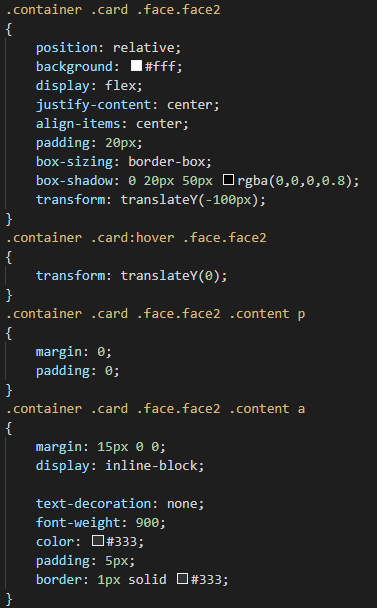 .container .card .face.face2
{
    position: relative;
    background: #fff;
    display: flex;
    justify-content: center;
    align-items: center;
    padding: 20px;
    box-sizing: border-box;
    box-shadow: 0 20px 50px rgba(0,0,0,0.8);
    transform: translateY(-100px);
}
.container .card:hover .face.face2
{
    transform: translateY(0);
}
.container .card .face.face2 .content p
{
    margin: 0;
    padding: 0;
}
.container .card .face.face2 .content a
{
    margin: 15px 0 0;
    display: inline-block;

    text-decoration: none;
    font-weight: 900;
    color: #333;
    padding: 5px;
    border: 1px solid #333;
}